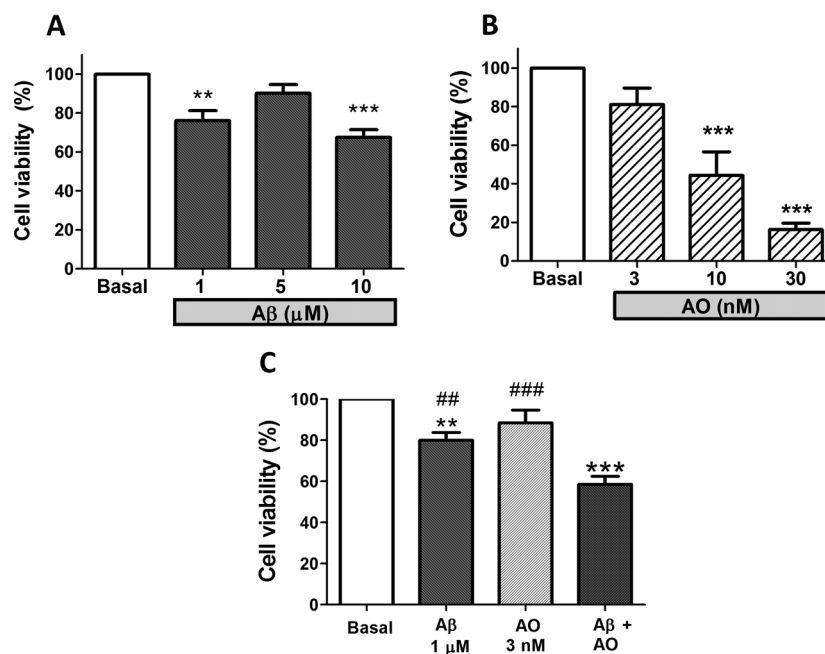 A
Cell viability (%)
100
80
60
40
20
0
**
***
Basal
1
5
10
Aβ (μM)
B
Cell viability (%)
100
80
60
40
20
0
***
***
Basal
3
10
30
AO (nM)
C
Cell viability (%)
100
80
60
40
20
0
##
**
###
***
Basal
Aβ
1 μM
AO
3 nM
Aβ +
AO